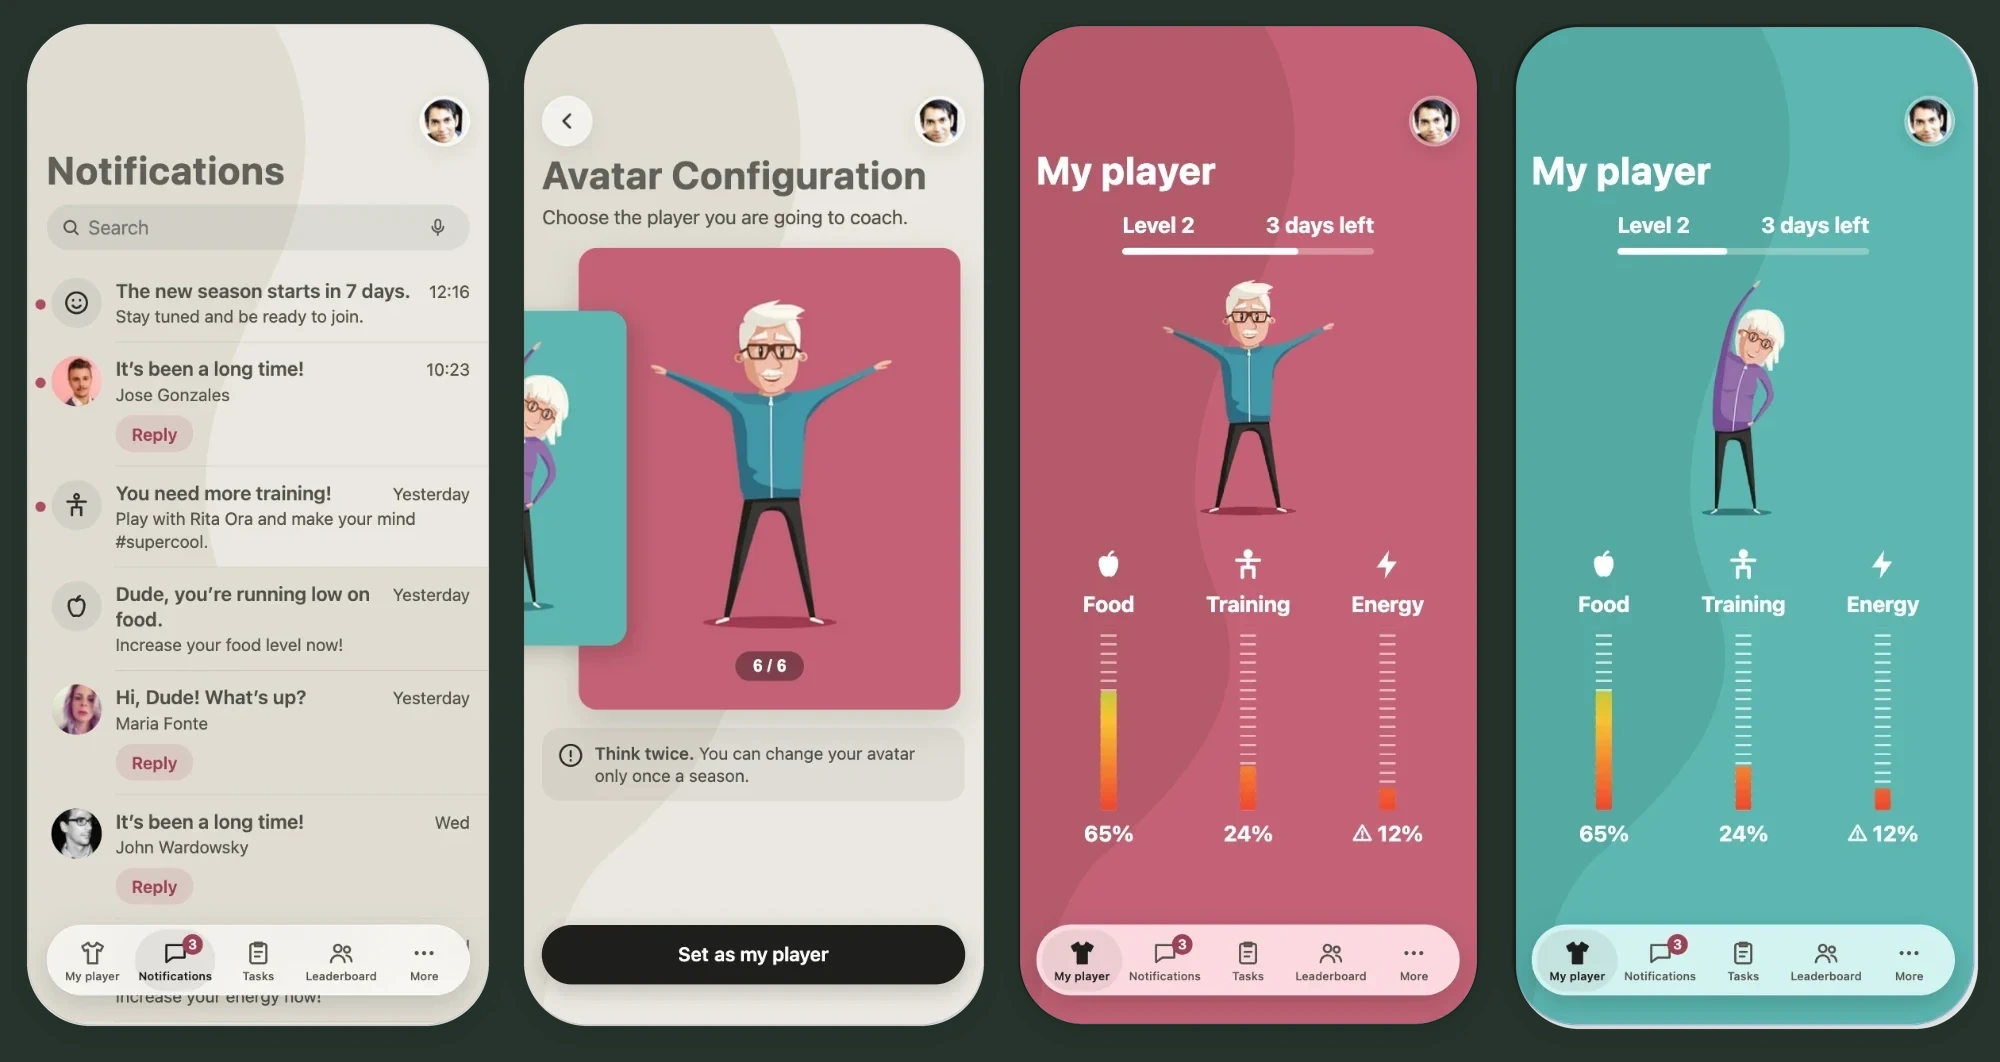 Notifications
Search
The new season starts in 7 days. 12:16
Stay tuned and be ready to join.
It’s been a long time! 10:23
Jose Gonzales
Reply
You need more training! Yesterday
Play with Rita Ora and make your mind
#supercool.
Dude, you’re running low on Yesterday
food.
Increase your food level now!
Hi, Dude! What’s up? Yesterday
Maria Fonte
Reply
It’s been a long time! Wed
John Wardowsky
Reply
3
My player Notifications Tasks Leaderboard More
Increase your energy now!
Avatar Configuration
Choose the player you are going to coach.
6 / 6
Think twice. You can change your avatar
only once a season.
Set as my player
My player
Level 2 3 days left
Food Training Energy
65% 24% 12%
3
My player Notifications Tasks Leaderboard More
My player
Level 2 3 days left
Food Training Energy
65% 24% 12%
3
My player Notifications Tasks Leaderboard More